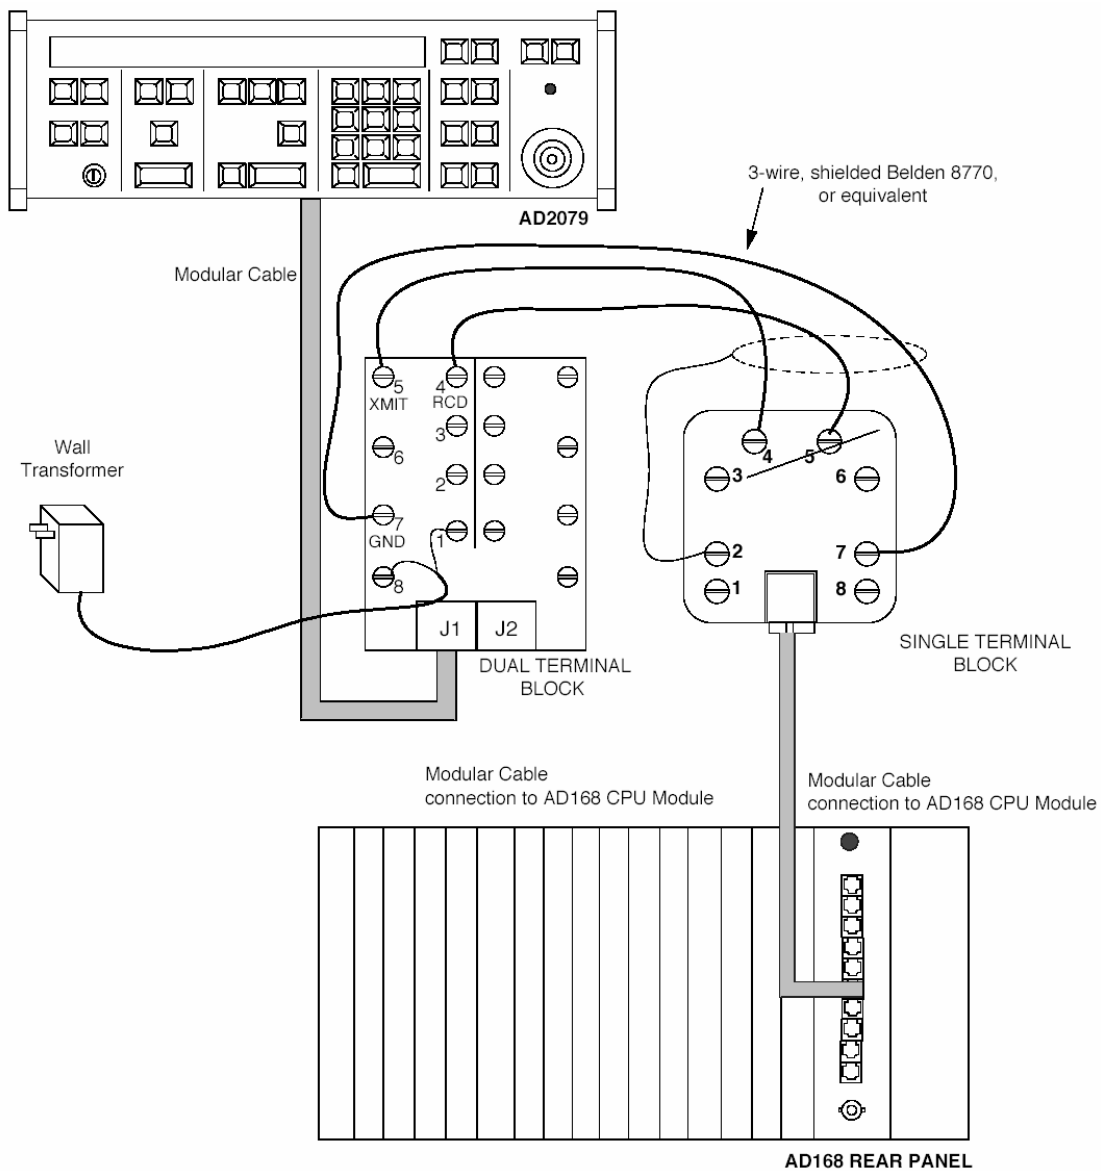 3-wire, shielded Belden 8770,
or equivalent
AD2079
Modular Cable
5
XMIT
4
RCD
3
6
2
7
GND
1
8
J1
J2
DUAL TERMINAL
BLOCK
Wall
Transformer
4
5
3
6
2
7
1
8
SINGLE TERMINAL
BLOCK
Modular Cable
connection to AD168 CPU Module
Modular Cable
connection to AD168 CPU Module
AD168 REAR PANEL